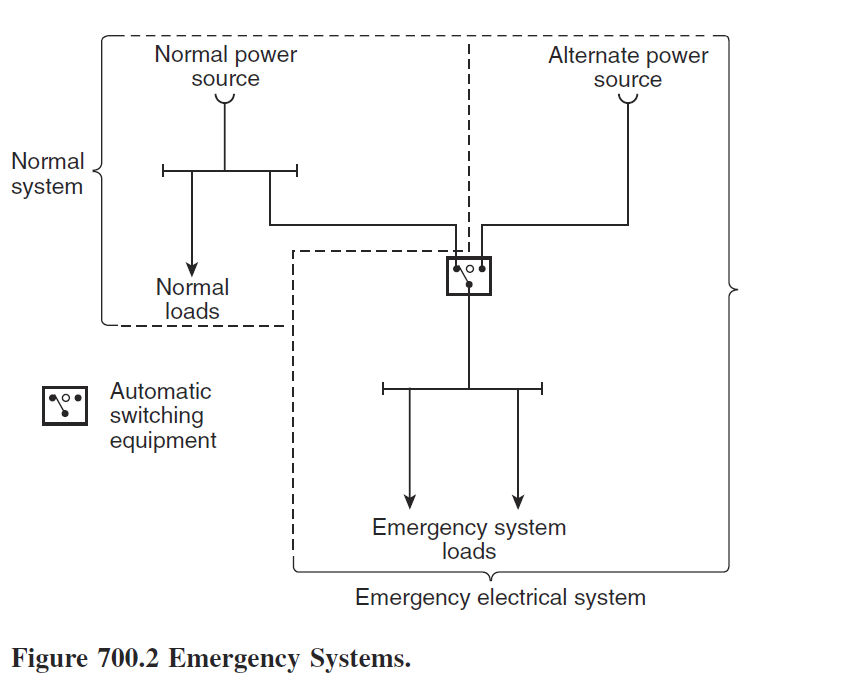 Normal power
source
Alternate power
source
Normal
system
Normal
loads
Automatic
switching
equipment
Emergency system
loads
Emergency electrical system
Figure 700.2 Emergency Systems.